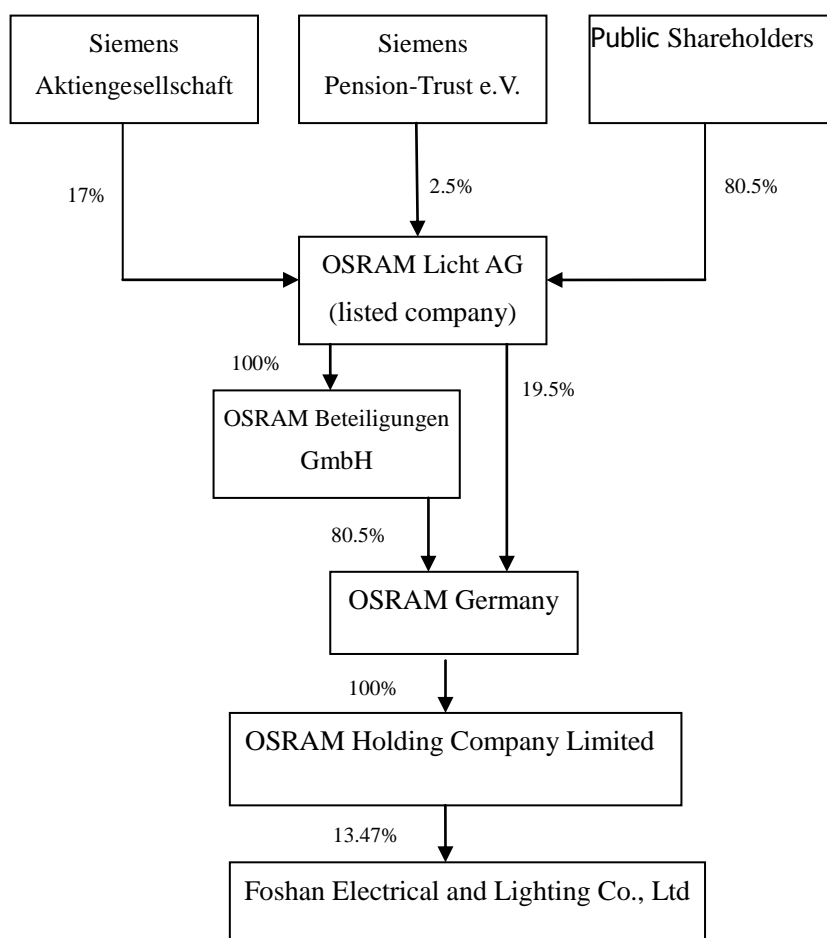 Siemens
Aktiengesellschaft
Siemens
Pension-Trust e.V.
Public Shareholders
17%
2.5%
80.5%
OSRAM Licht AG
(listed company)
100%
19.5%
OSRAM Beteiligungen
GmbH
80.5%
OSRAM Germany
100%
OSRAM Holding Company Limited
13.47%
Foshan Electrical and Lighting Co., Ltd